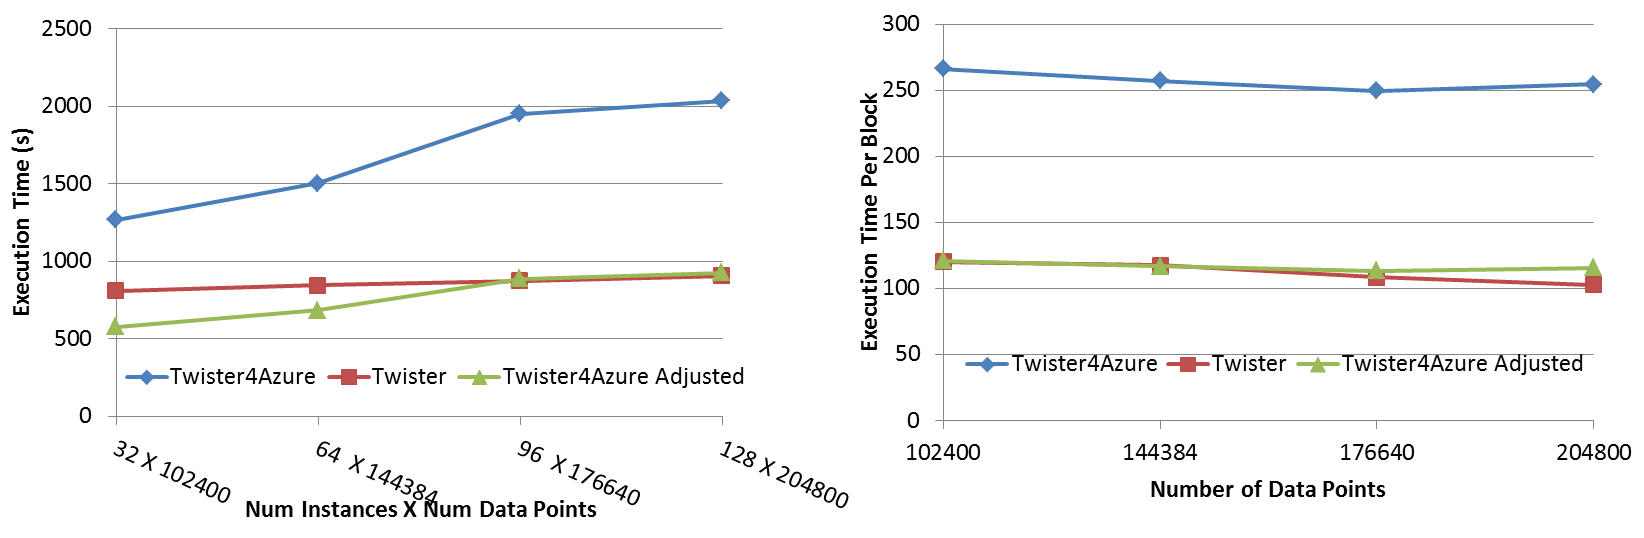 2500
2000
1500
1000
500
0
Execution Time (s)
Twister4Azure
Twister
Twister4Azure Adjusted
32 X 102400
64 X 144384
96 X 176640
128 X 204800
Num Instances X Num Data Points
300
250
200
150
100
50
0
Execution Time Per Block
Twister4Azure
Twister
Twister4Azure Adjusted
102400
144384
176640
204800
Number of Data Points